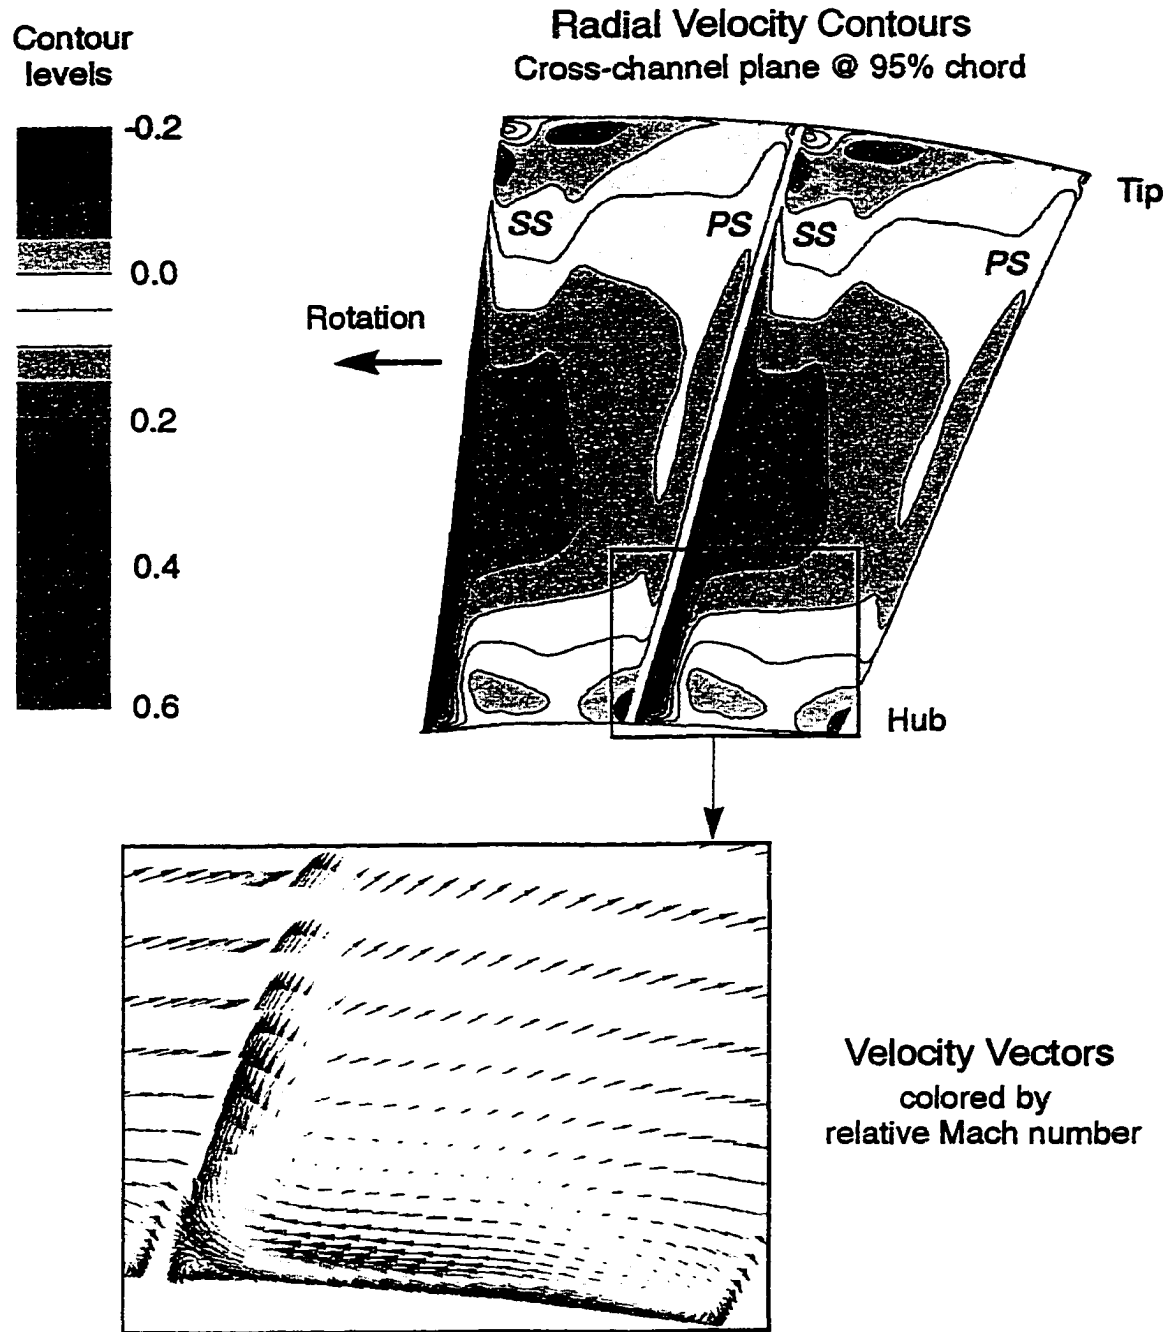 Radial Velocity Contours
Cross-channel plane @ 95% chord
Contour
levels
-0.2
0.0
0.2
0.4
0.6
Tip
SS
PS
SS
PS
Rotation
Hub
Velocity Vectors
colored by
relative Mach number